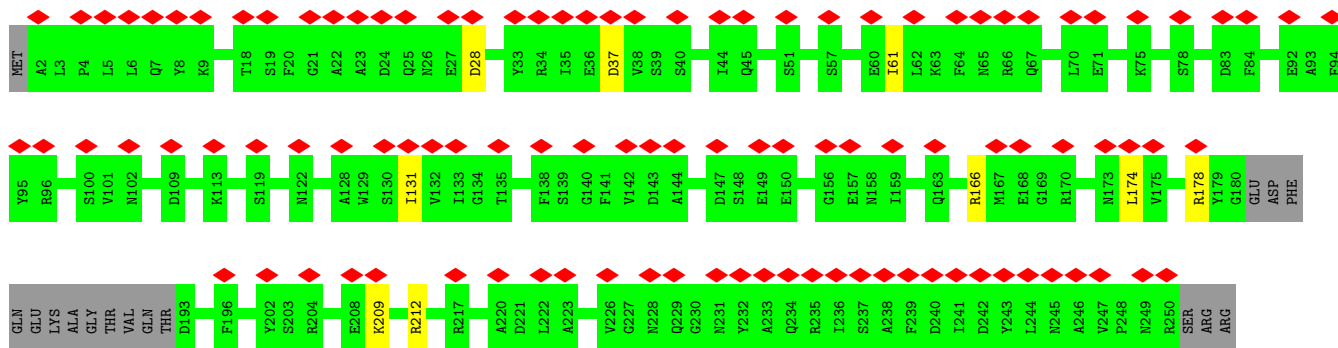 MET A2 L3 P4 L5 L6 Q7 Y8 K9 T18 S19 F20 G21 A22 A23 D24 Q25 N26 E27 D28 Y33 R34 I35 E36 D37 V38 S39 S40 I44 Q45 S51 S57 E60 I61 L62 K63 F64 N65 R66 Q67 L70 E71 K75 S78 D83 F84 E92 A93 E94
Y95 R96 S100 V101 N102 D109 K113 S119 N122 A128 W129 S130 I131 V132 I133 G134 T135 F138 S139 G140 F141 V142 D143 A144 D147 S148 E149 E150 G156 E157 N158 I159 Q163 R166 M167 E168 G169 R170 N173 L174 V175 R178 Y179 G180 GLU ASP PHE
GLN GLU LYS ALA GLY THR VAL GLN THR D193 F196 Y202 S203 R204 E208 K209 R212 R217 A220 D221 L222 A223 V226 G227 N228 Q229 G230 N231 Y232 A233 Q234 R235 I236 S237 A238 F239 D240 I241 D242 Y243 L244 N245 A246 V247 P248 N249 R250 SER ARG ARG